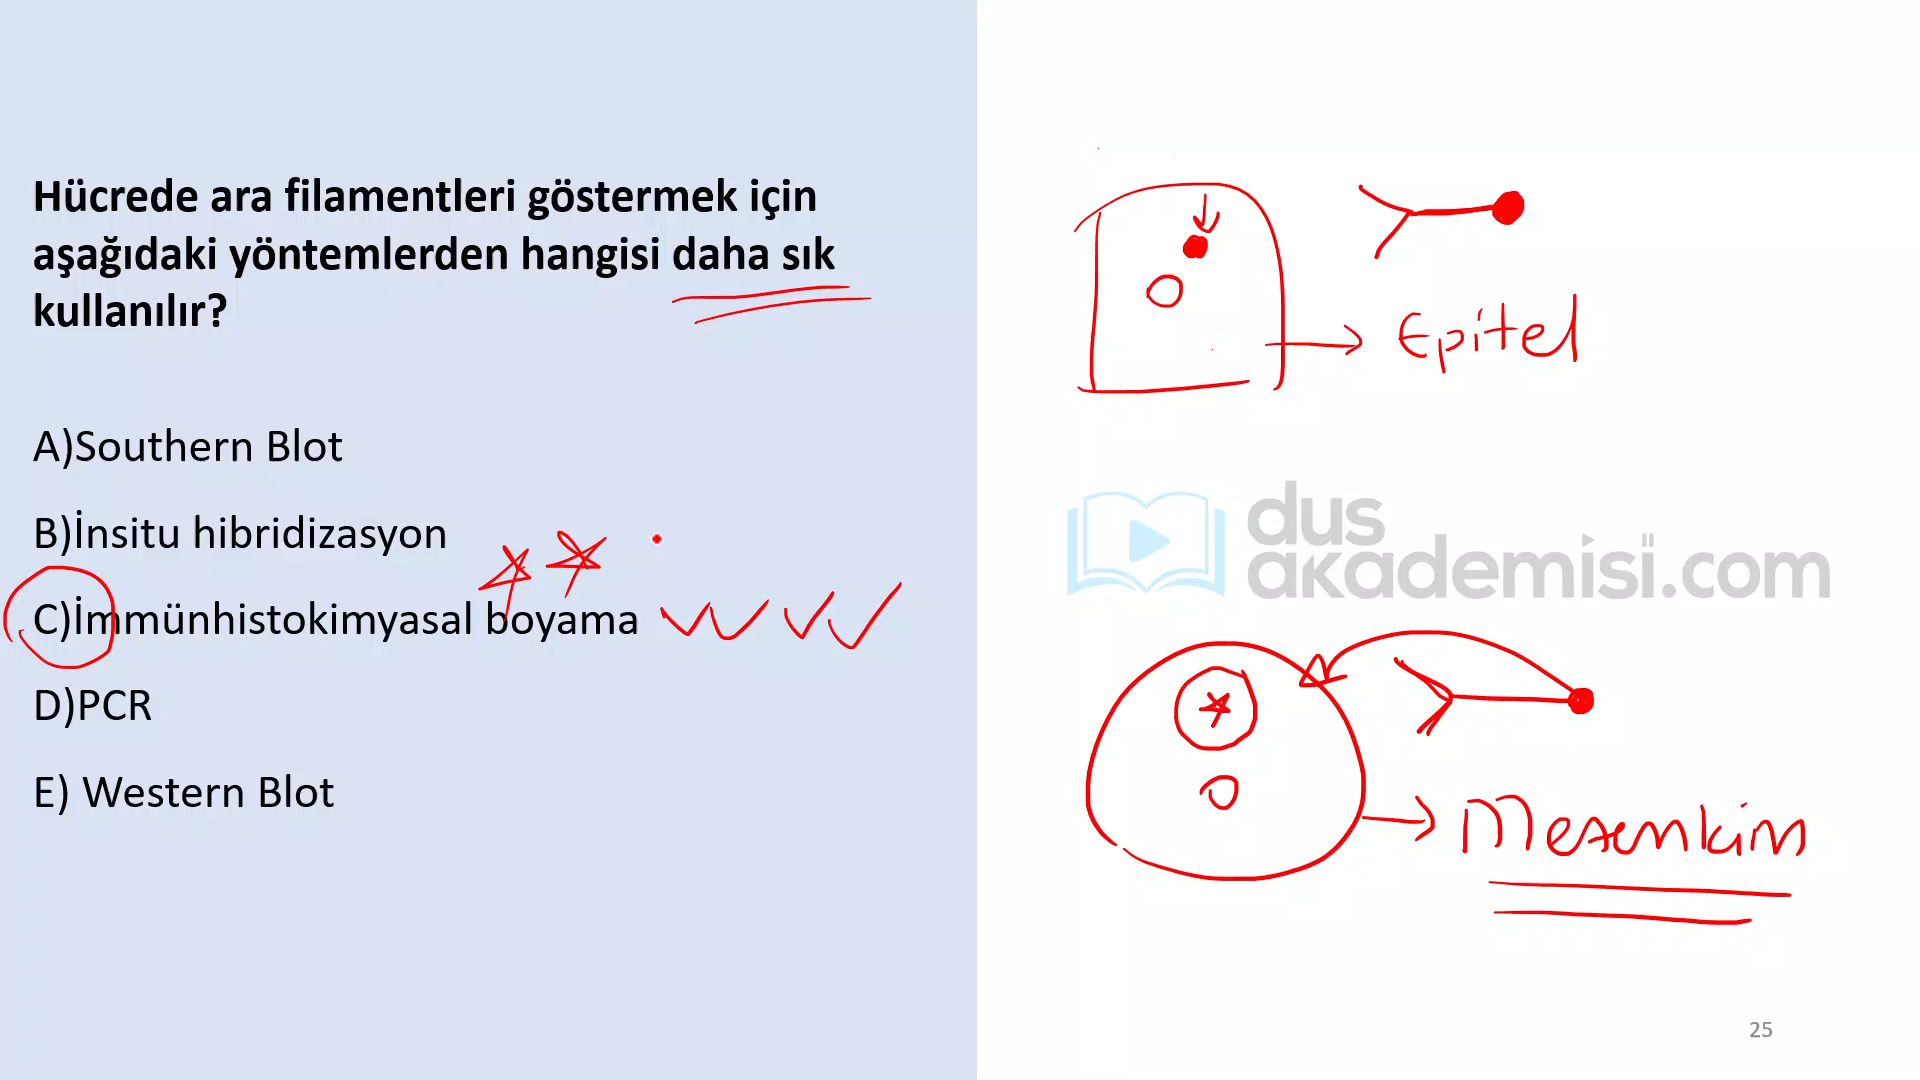 Hücrede ara filamentleri göstermek için
aşağıdaki yöntemlerden hangisi daha sık
kullanılır?
A)Southern Blot
B)İnsitu hibridizasyon
C)İmmünhistokimyasal boyama
D)PCR
E) Western Blot
Epitel
dus
akademisi.com
Mezenkim
25